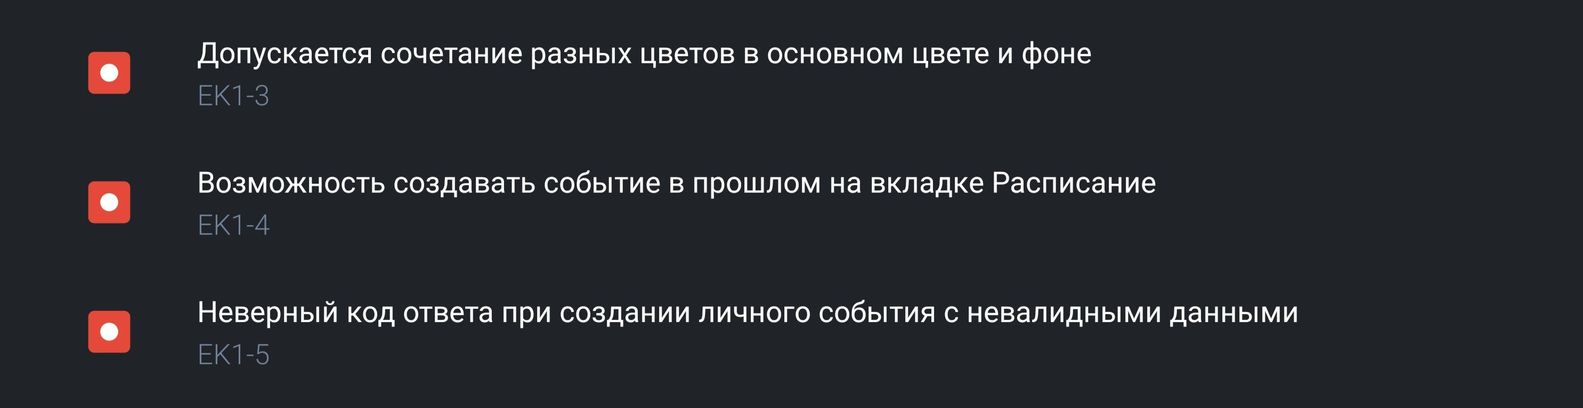 Допускается сочетание разных цветов в основном цвете и фоне
EK1-3
Возможность создавать событие в прошлом на вкладке Расписание
EK1-4
Неверный код ответа при создании личного события с невалидными данными
EK1-5